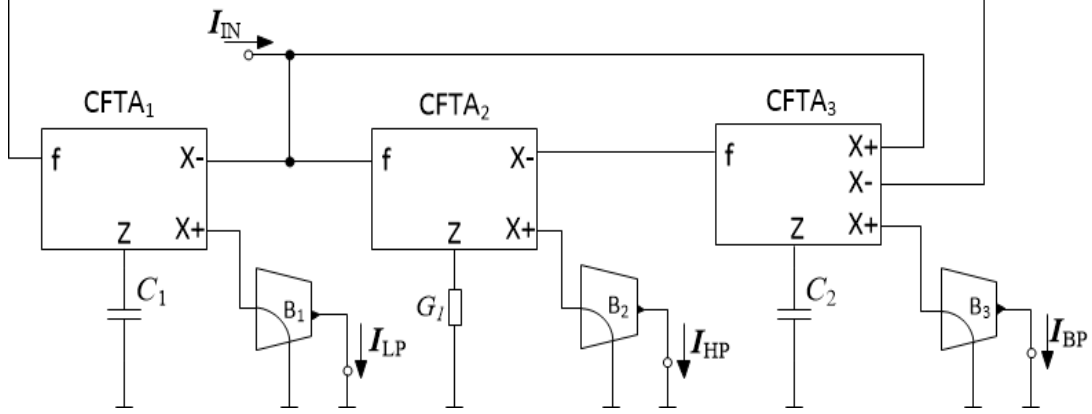 I_IN
CFTA₁
CFTA₂
CFTA₃
f
X-
f
X-
f
X+
X-
Z
X+
Z
X+
Z
X+
C₁
B₁
G₁
B₂
C₂
B₃
I_LP
I_HP
I_BP